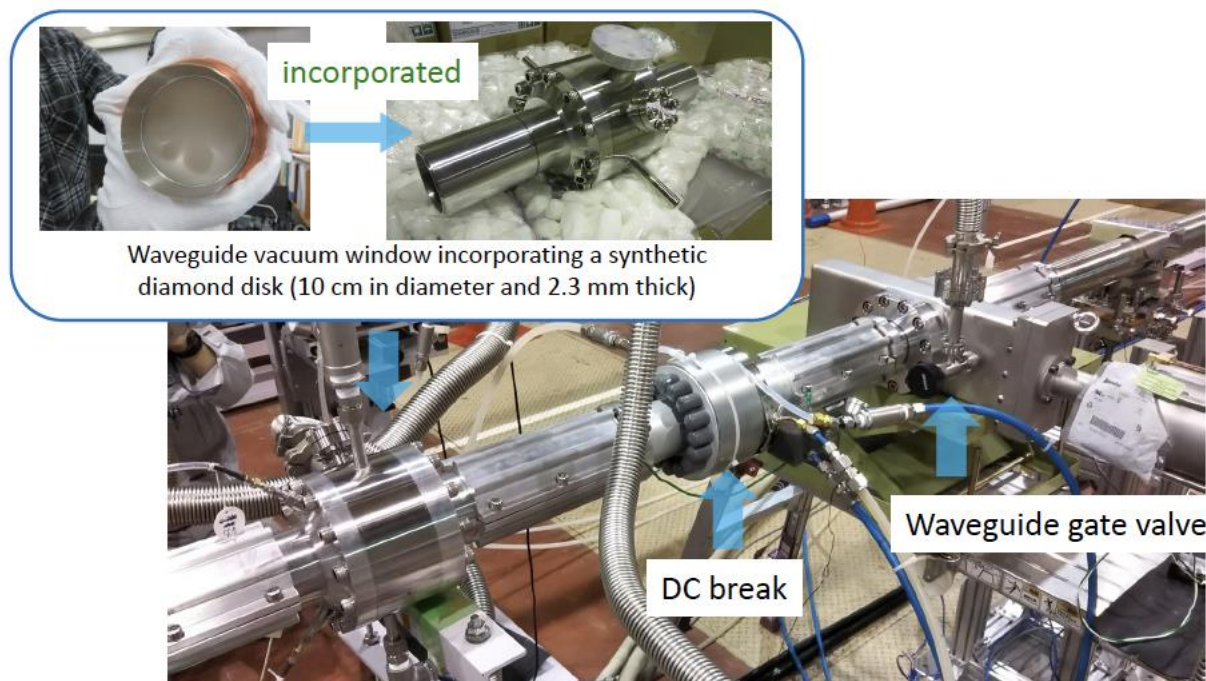 incorporated
Waveguide vacuum window incorporating a synthetic
diamond disk (10 cm in diameter and 2.3 mm thick)
Waveguide gate valve
DC break